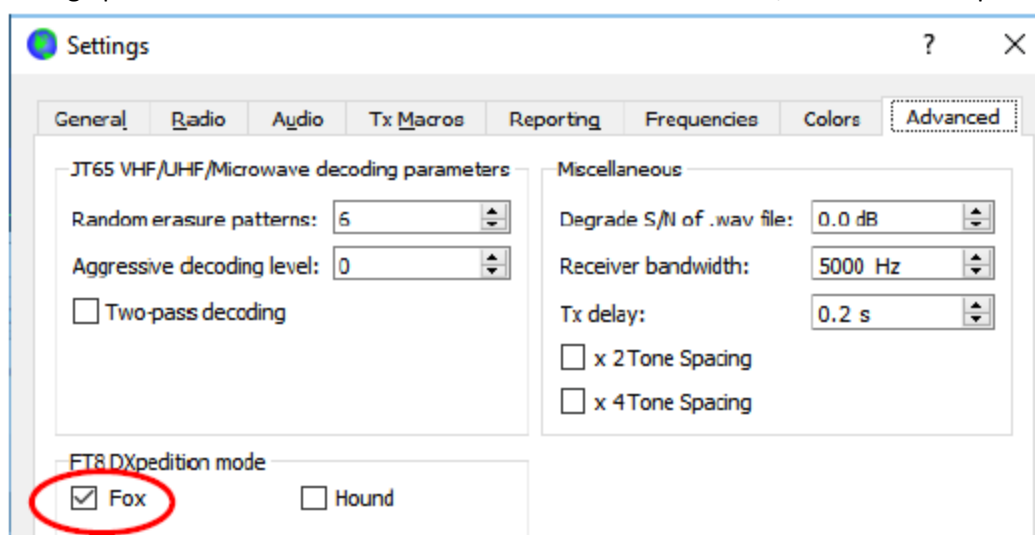 Settings
? X
General Radio Audio Tx Macros Reporting Frequencies Colors Advanced
JT65 VHF/UHF/Microwave decoding parameters
Random erasure patterns: 6
Aggressive decoding level: 0
Two-pass decoding
Miscellaneous
Degrade S/N of .wav file: 0.0 dB
Receiver bandwidth: 5000 Hz
Tx delay: 0.2 s
x 2 Tone Spacing
x 4 Tone Spacing
FT8 DXpedition mode
Fox Hound